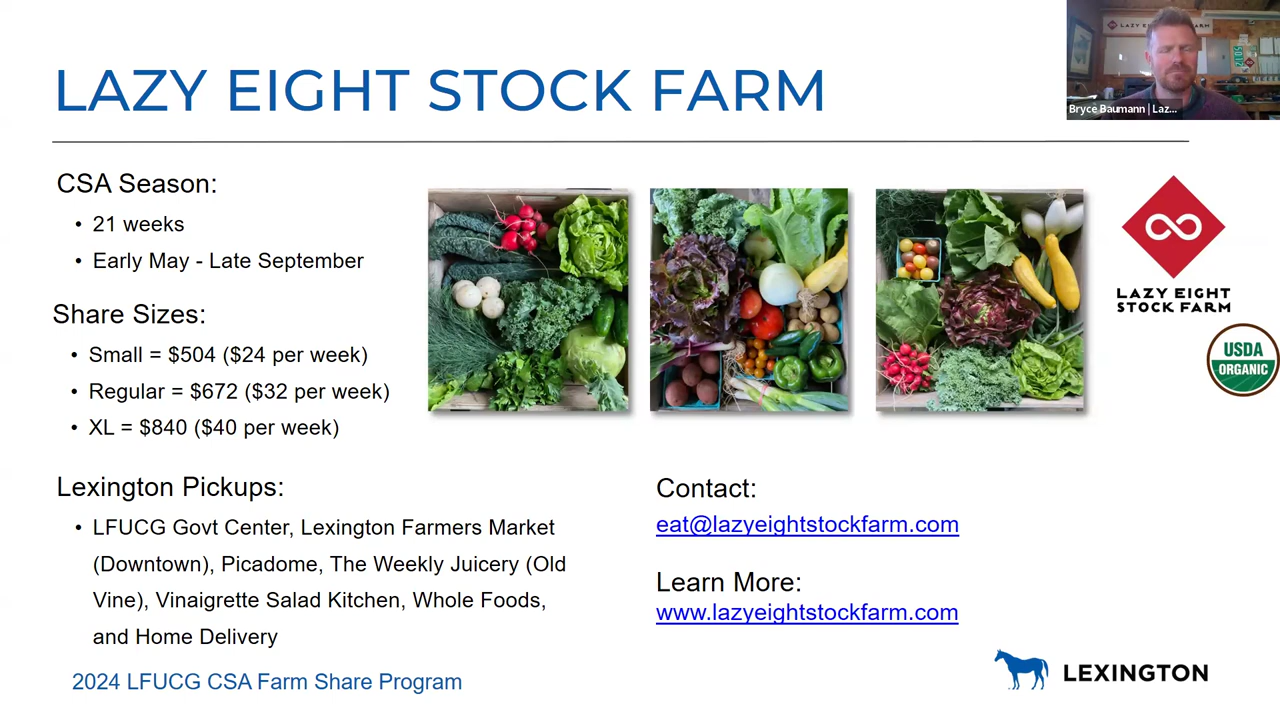 LAZY EIGHT STOCK FARM
LAZY EIGHT STOCK FARM
Bryce Baumann | Laz...
CSA Season:
• 21 weeks
• Early May - Late September
Share Sizes:
• Small = $504 ($24 per week)
• Regular = $672 ($32 per week)
• XL = $840 ($40 per week)
LAZY EIGHT
STOCK FARM
USDA
ORGANIC
Lexington Pickups:
• LFUCG Govt Center, Lexington Farmers Market
(Downtown), Picadome, The Weekly Juicery (Old
Vine), Vinaigrette Salad Kitchen, Whole Foods,
and Home Delivery
Contact:
eat@lazyeightstockfarm.com
Learn More:
www.lazyeightstockfarm.com
2024 LFUCG CSA Farm Share Program
LEXINGTON